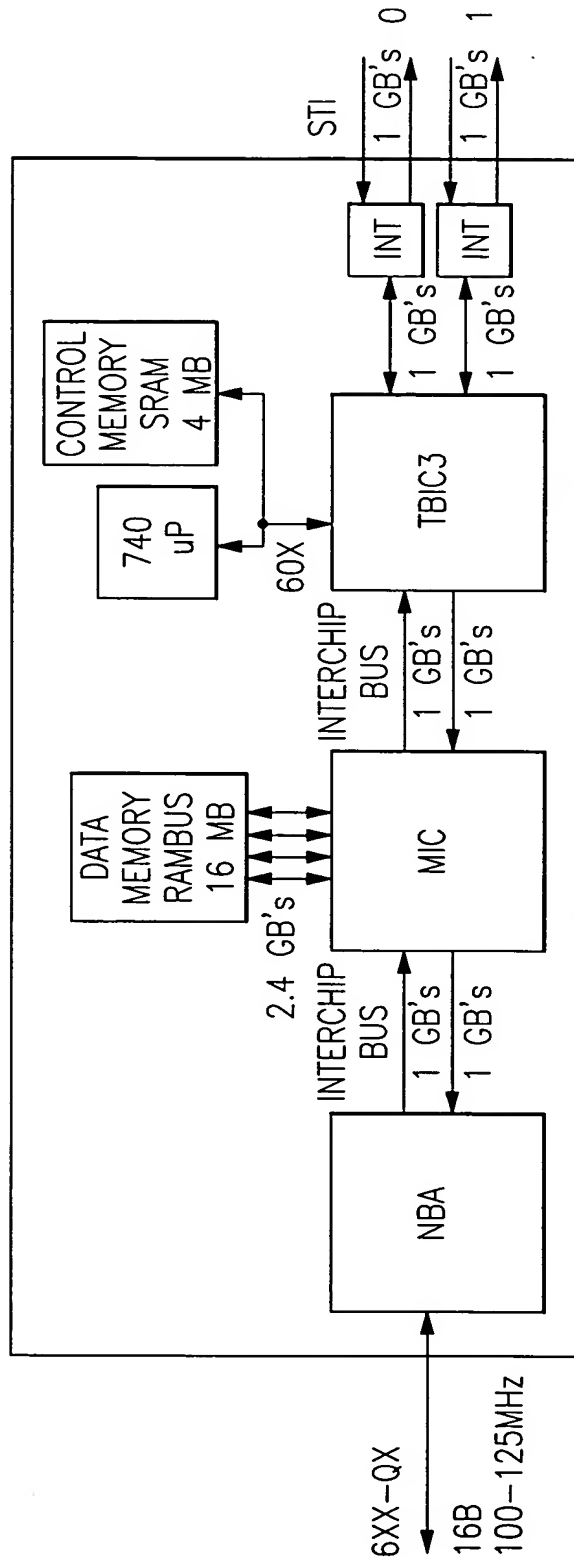 6XX-QX
16B
100-125MHz
NBA
INTERCHIP
BUS
1 GB's
1 GB's
DATA
MEMORY
RAMBUS
16 MB
2.4 GB's
MIC
INTERCHIP
BUS
1 GB's
1 GB's
740
uP
CONTROL
MEMORY
SRAM
4 MB
60X
TBIC3
1 GB's
1 GB's
INT
INT
STI
1 GB's 0
1 GB's 1